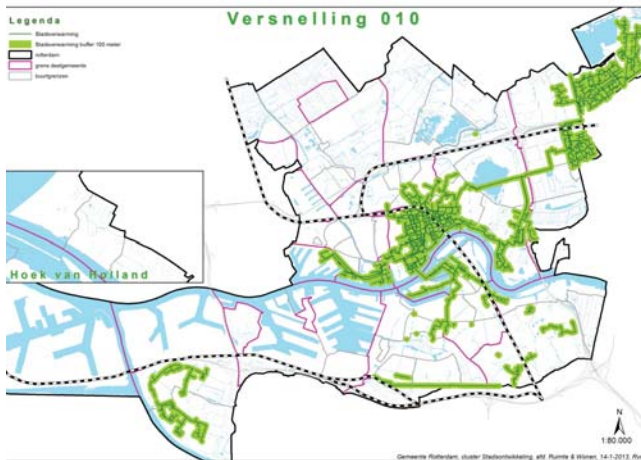 Versnelling 010
Legenda
Stadsverwarming
Stadsverwarming buffer 100 meter
rotterdam
grens deelgemeente
buurtgrenzen
Hoek van Holland
N
1:60.000
Gemeente Rotterdam, cluster Stadsontwikkeling, afd. Ruimte & Wonen, 14-1-2013,